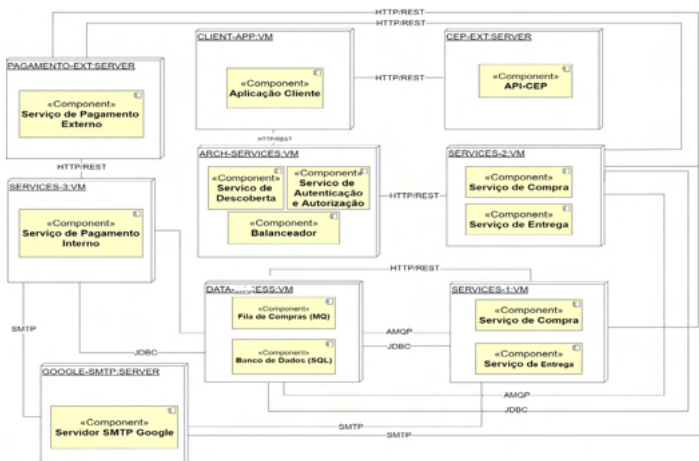 HTTP/REST
HTTP/REST
CLIENT-APP:VM
CEP-EXT:SERVER
PAGAMENTO-EXT:SERVER
«Component»
Aplicação Cliente
HTTP/REST
«Component»
API-CEP
«Component»
Serviço de Pagamento
Externo
HTTP/REST
ARCH-SERVICES:VM
SERVICES-2:VM
HTTP/REST
SERVICES-3:VM
«Component»
Servico de
Descoberta
«Component»
Servico de
Autenticação
e Autorização
HTTP/REST
«Component»
Serviço de Compra
«Component»
Serviço de Pagamento
Interno
«Component»
Balanceador
«Component»
Serviço de Entrega
HTTP/REST
SERVICES-1:VM
«Component»
Fila de Compras (MQ)
«Component»
Serviço de Compra
SMTP
AMQP
JDBC
JDBC
«Component»
Banco de Dados (SQL)
«Component»
Serviço de Entrega
GOOGLE-SMTP:SERVER
AMQP
JDBC
«Component»
Servidor SMTP Google
SMTP
SMTP